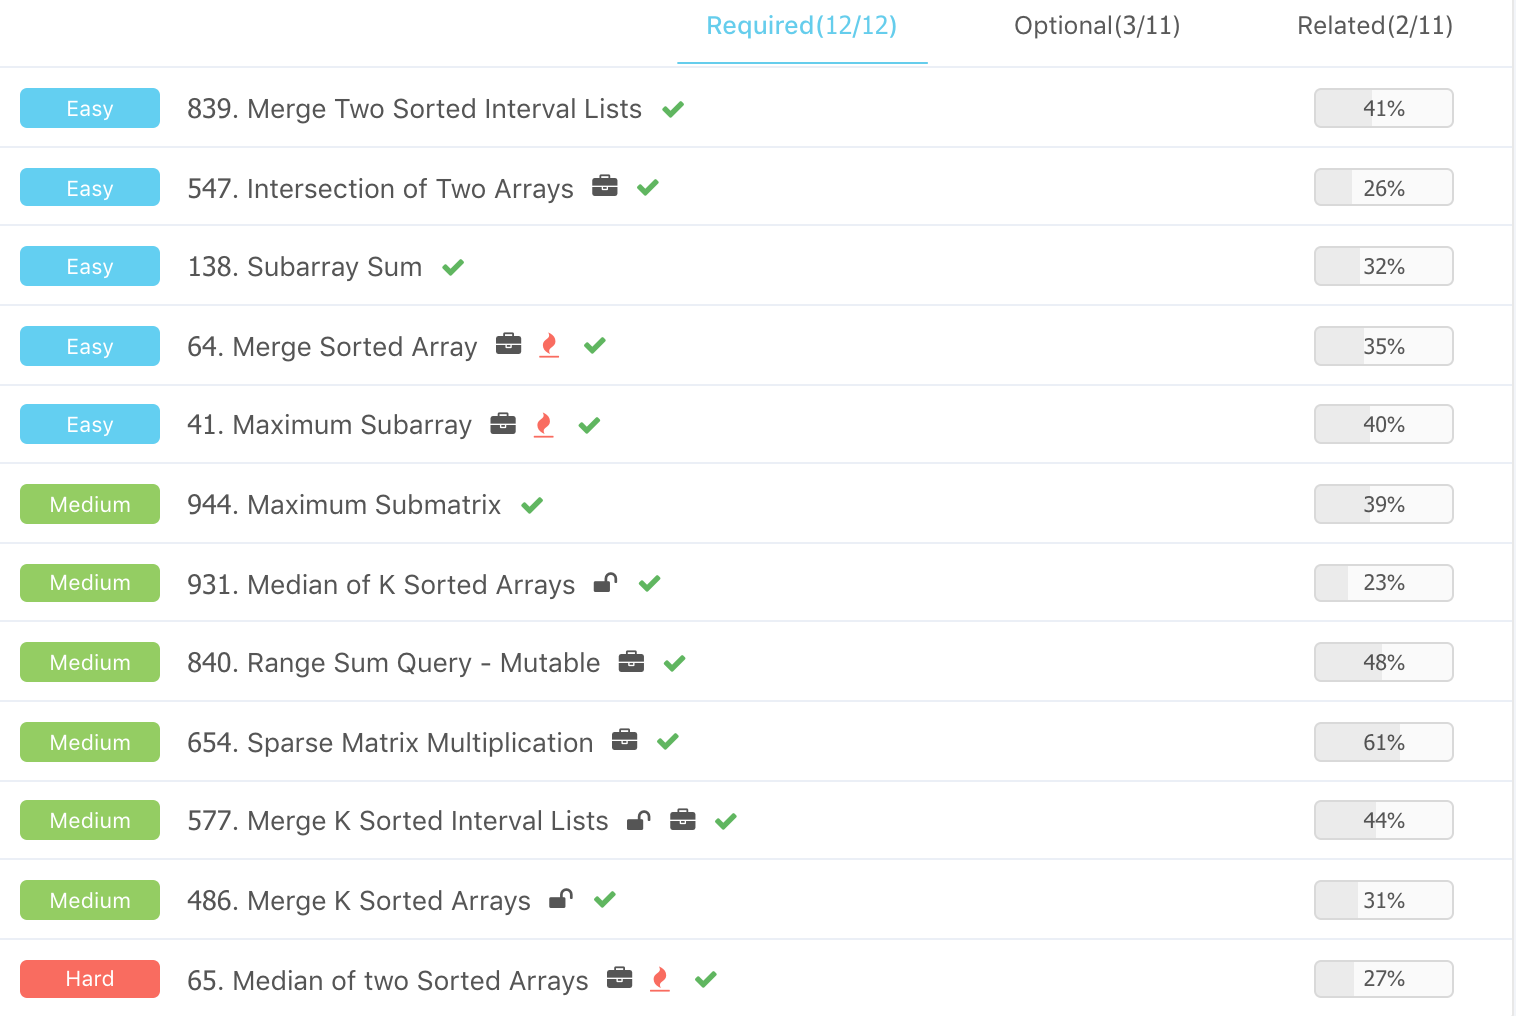 Required(12/12) Optional(3/11) Related(2/11)
Easy 839. Merge Two Sorted Interval Lists 41%
Easy 547. Intersection of Two Arrays 26%
Easy 138. Subarray Sum 32%
Easy 64. Merge Sorted Array 35%
Easy 41. Maximum Subarray 40%
Medium 944. Maximum Submatrix 39%
Medium 931. Median of K Sorted Arrays 23%
Medium 840. Range Sum Query - Mutable 48%
Medium 654. Sparse Matrix Multiplication 61%
Medium 577. Merge K Sorted Interval Lists 44%
Medium 486. Merge K Sorted Arrays 31%
Hard 65. Median of two Sorted Arrays 27%